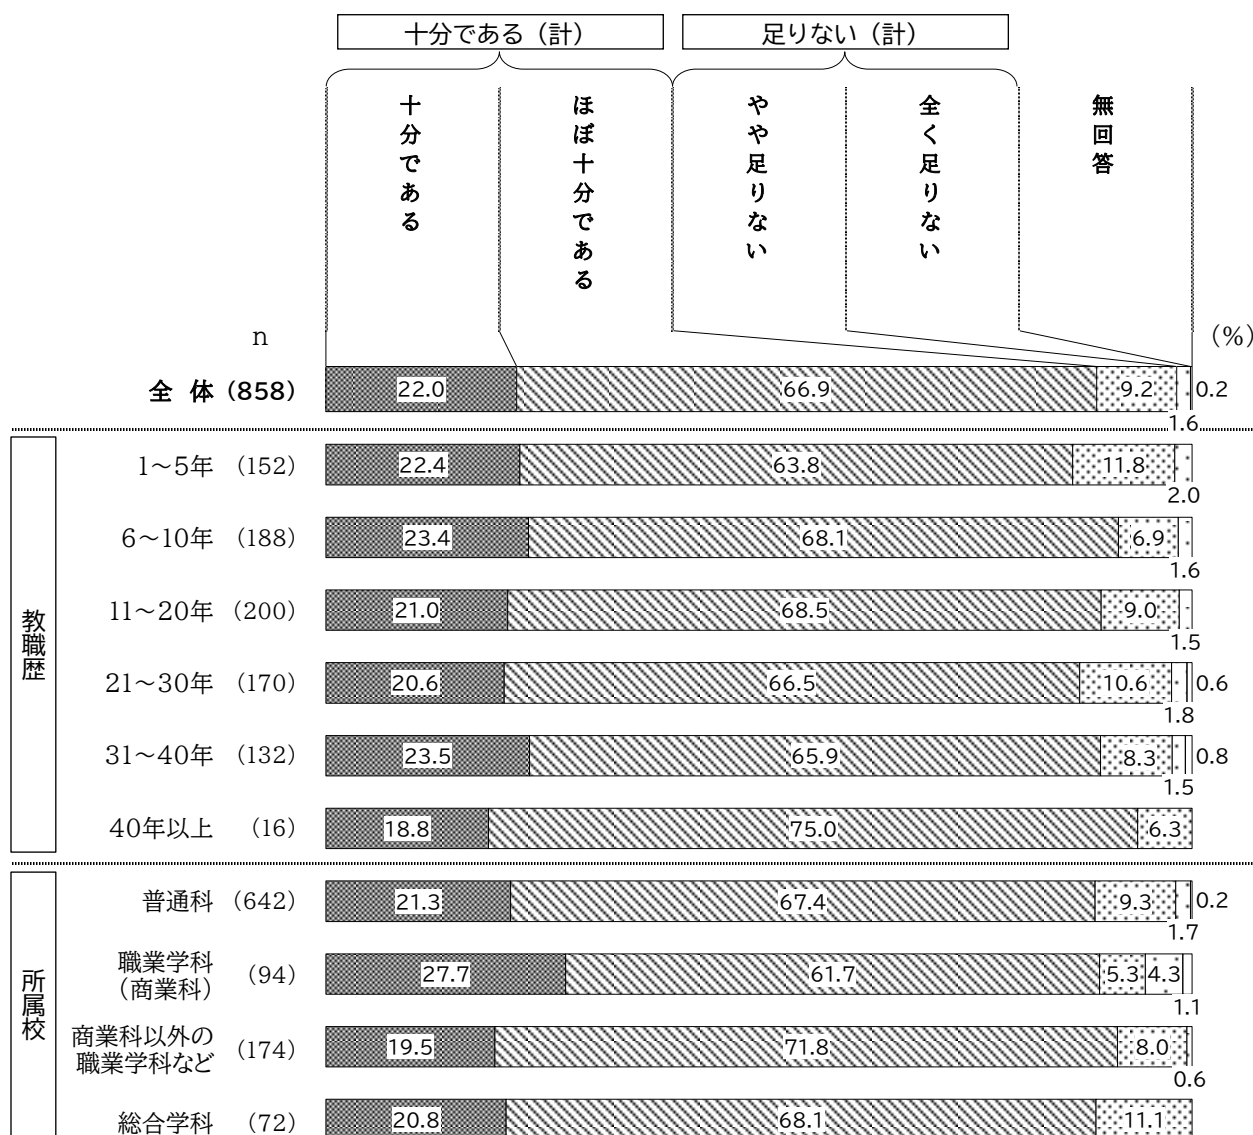 十分である（計） 足りない（計）
十分である
ほぼ十分である
やや足りない
全く足りない
無回答
n （%）
全 体 (858) 22.0 66.9 9.2 1.6 0.2
教職歴
1～5年 (152) 22.4 63.8 11.8 2.0
6～10年 (188) 23.4 68.1 6.9 1.6
11～20年 (200) 21.0 68.5 9.0 1.5
21～30年 (170) 20.6 66.5 10.6 1.8 0.6
31～40年 (132) 23.5 65.9 8.3 1.5 0.8
40年以上 (16) 18.8 75.0 6.3
所属校
普通科 (642) 21.3 67.4 9.3 1.7 0.2
職業学科
（商業科） (94) 27.7 61.7 5.3 4.3 1.1
商業科以外の
職業学科など (174) 19.5 71.8 8.0 0.6
総合学科 (72) 20.8 68.1 11.1